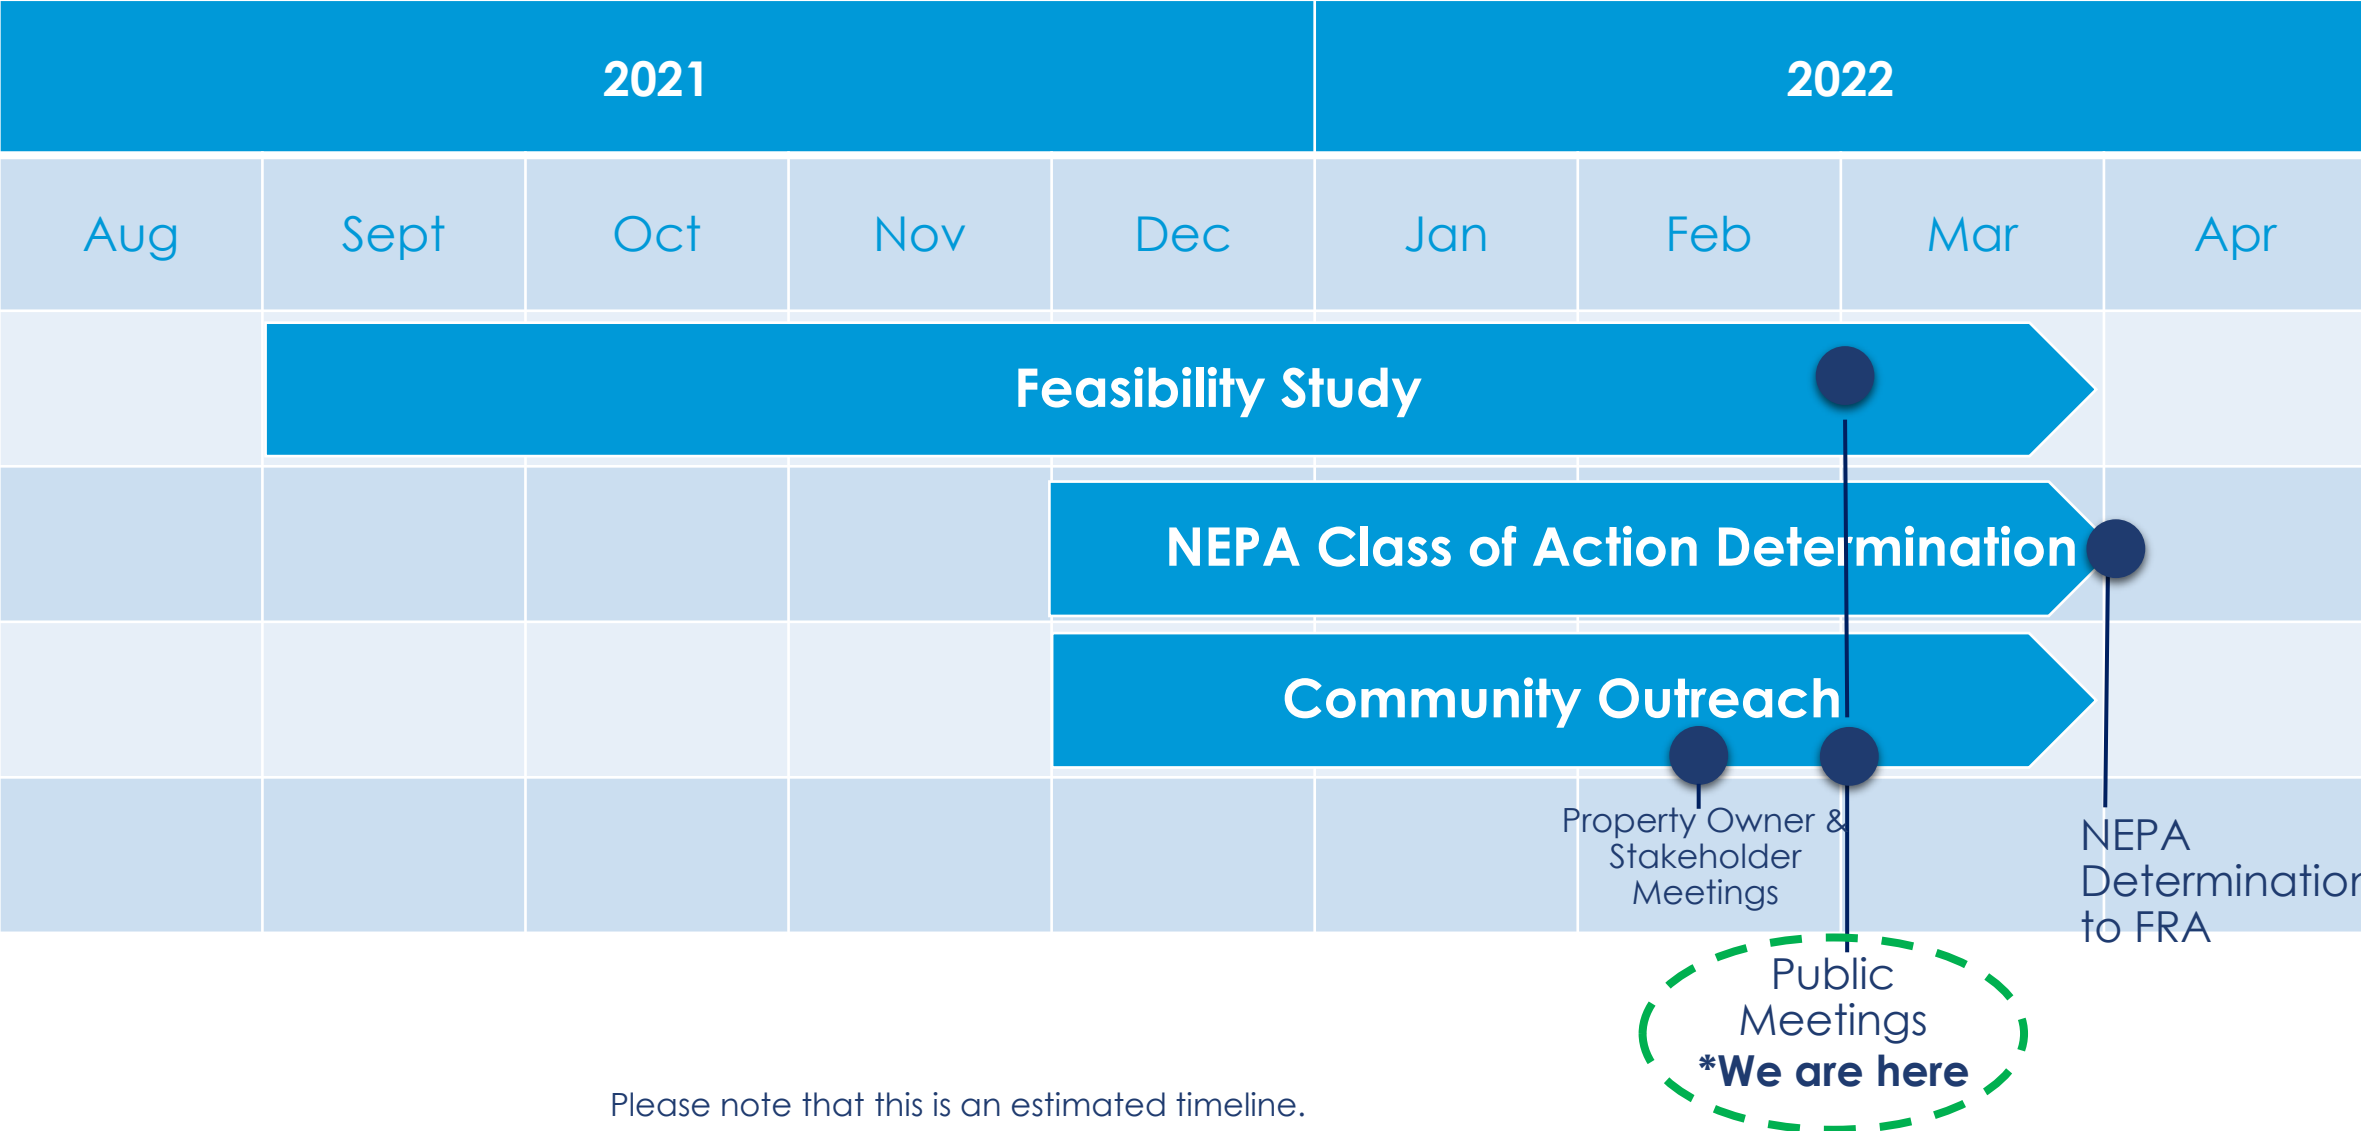 2021
2022
Aug
Sept
Oct
Nov
Dec
Jan
Feb
Mar
Apr
Feasibility Study
NEPA Class of Action Determination
Community Outreach
Property Owner &
Stakeholder
Meetings
NEPA
Determination
to FRA
Public
Meetings
*We are here
Please note that this is an estimated timeline.